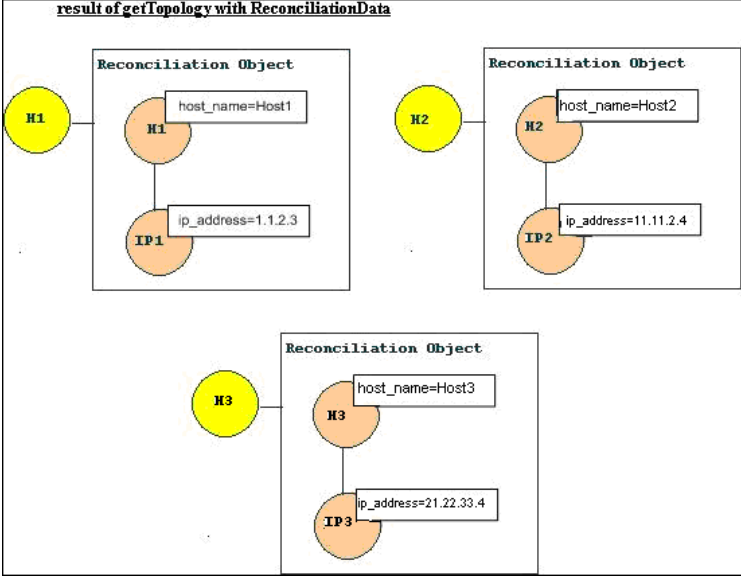 result of getTopology with ReconciliationData
Reconciliation Object
H1
H1
host_name=Host1
IP1
ip_address=1.1.2.3
Reconciliation Object
H2
H2
host_name=Host2
IP2
ip_address=11.11.2.4
Reconciliation Object
H3
H3
host_name=Host3
IP3
ip_address=21.22.33.4